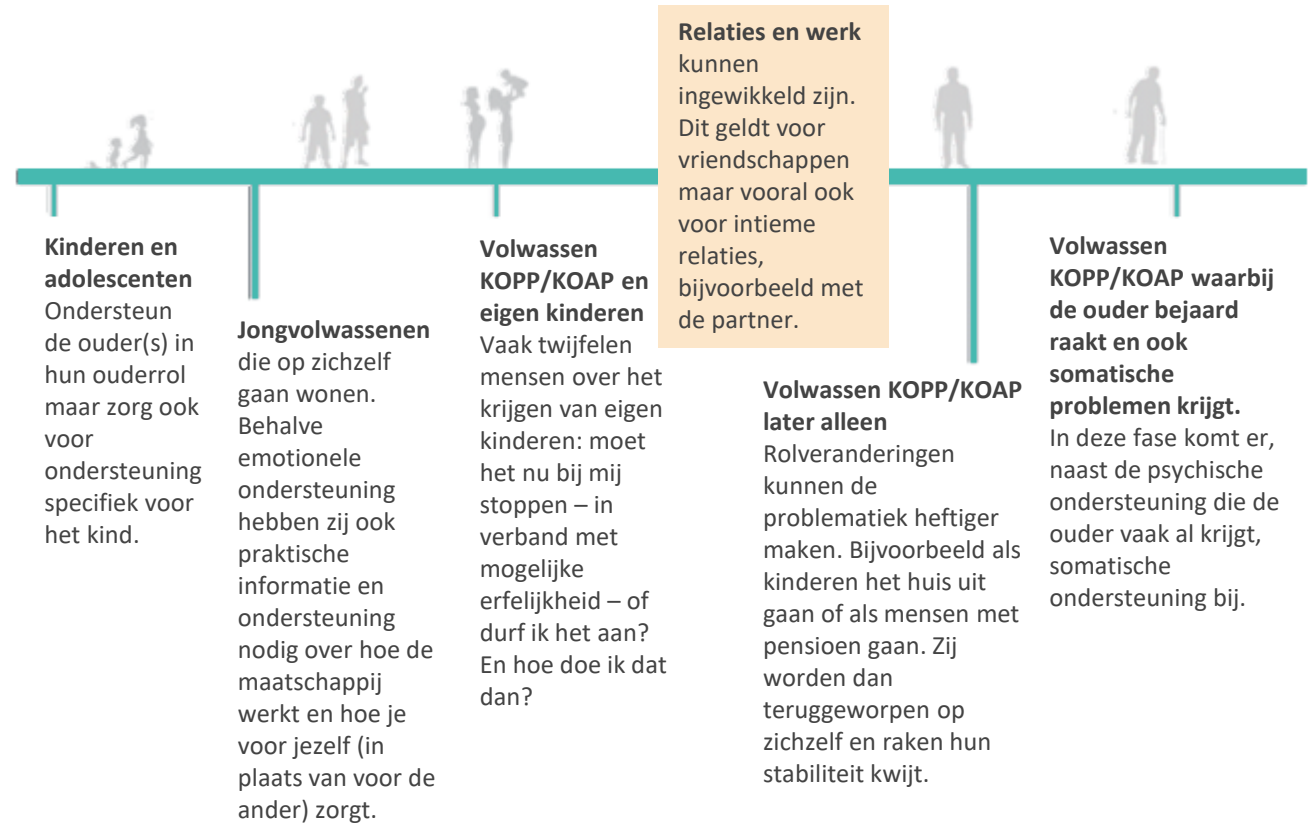 Kinderen en
adolescenten
Ondersteun
de ouder(s) in
hun ouderrol
maar zorg ook
voor
ondersteuning
specifiek voor
het kind.
Jongvolwassenen
die op zichzelf
gaan wonen.
Behalve
emotionele
ondersteuning
hebben zij ook
praktische
informatie en
ondersteuning
nodig over hoe de
maatschappij
werkt en hoe je
voor jezelf (in
plaats van voor de
ander) zorgt.
Volwassen
KOPP/KOAP en
eigen kinderen
Vaak twijfelen
mensen over het
krijgen van eigen
kinderen: moet
het nu bij mij
stoppen – in
verband met
mogelijke
erfelijkheid – of
durf ik het aan?
En hoe doe ik dat
dan?
Relaties en werk
kunnen
ingewikkeld zijn.
Dit geldt voor
vriendschappen
maar vooral ook
voor intieme
relaties,
bijvoorbeeld met
de partner.
Volwassen KOPP/KOAP
later alleen
Rolveranderingen
kunnen de
problematiek heftiger
maken. Bijvoorbeeld als
kinderen het huis uit
gaan of als mensen met
pensioen gaan. Zij
worden dan
teruggeworpen op
zichzelf en raken hun
stabiliteit kwijt.
Volwassen
KOPP/KOAP waarbij
de ouder bejaard
raakt en ook
somatische
problemen krijgt.
In deze fase komt er,
naast de psychische
ondersteuning die de
ouder vaak al krijgt,
somatische
ondersteuning bij.